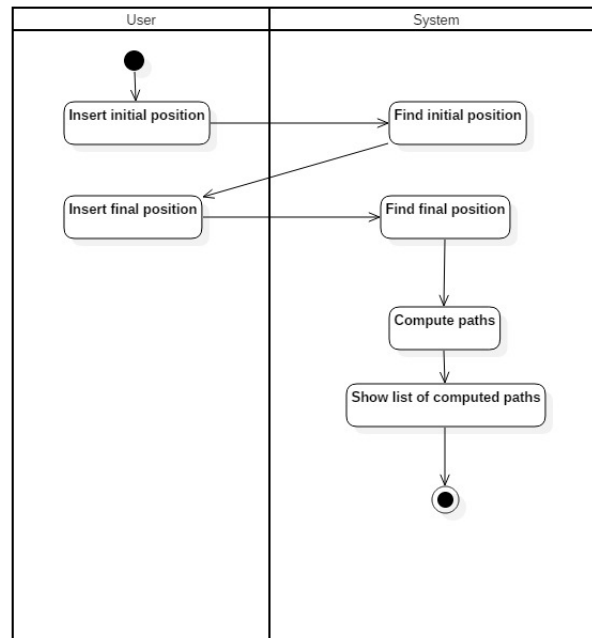 User
System
Insert initial position
Find initial position
Insert final position
Find final position
Compute paths
Show list of computed paths